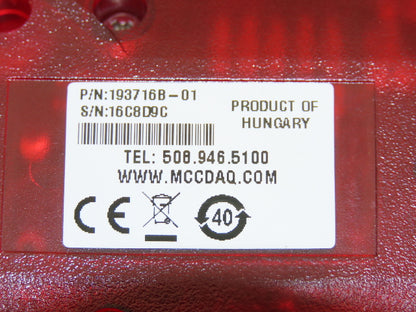 P/N:193716B-01
S/N:16C8D9C
PRODUCT OF
HUNGARY
TEL: 508.946.5100
WWW.MCCDAQ.COM
CE
40